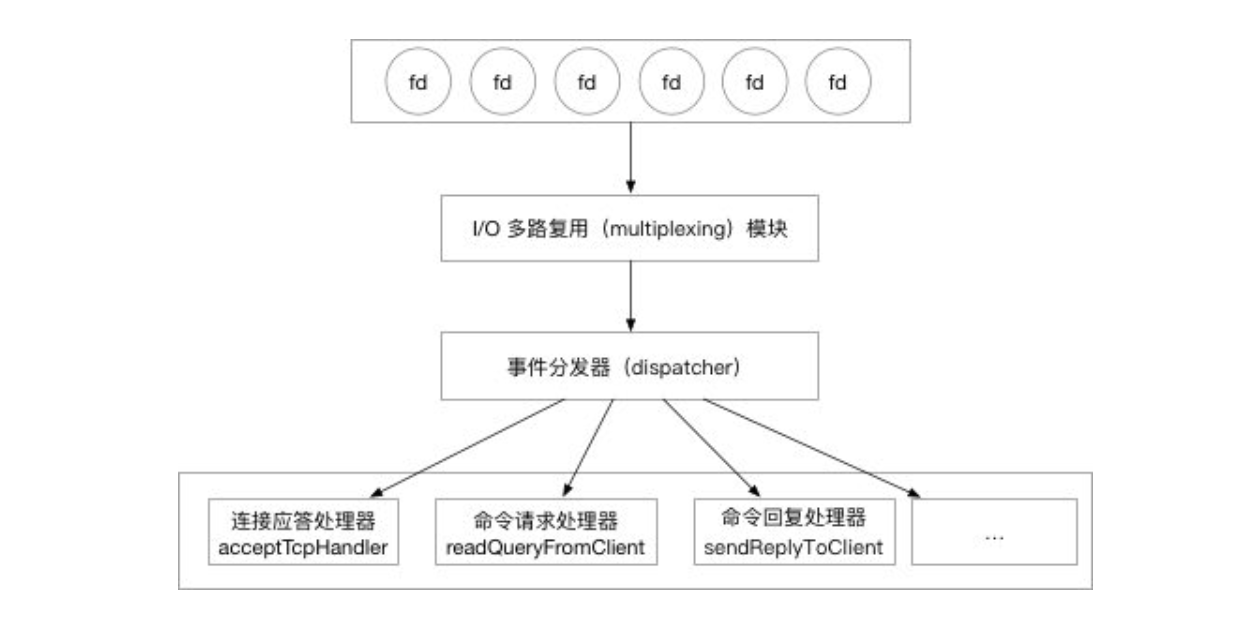 fd fd fd fd fd fd
I/O 多路复用（multiplexing）模块
事件分发器（dispatcher）
连接应答处理器
acceptTcpHandler
命令请求处理器
readQueryFromClient
命令回复处理器
sendReplyToClient
...